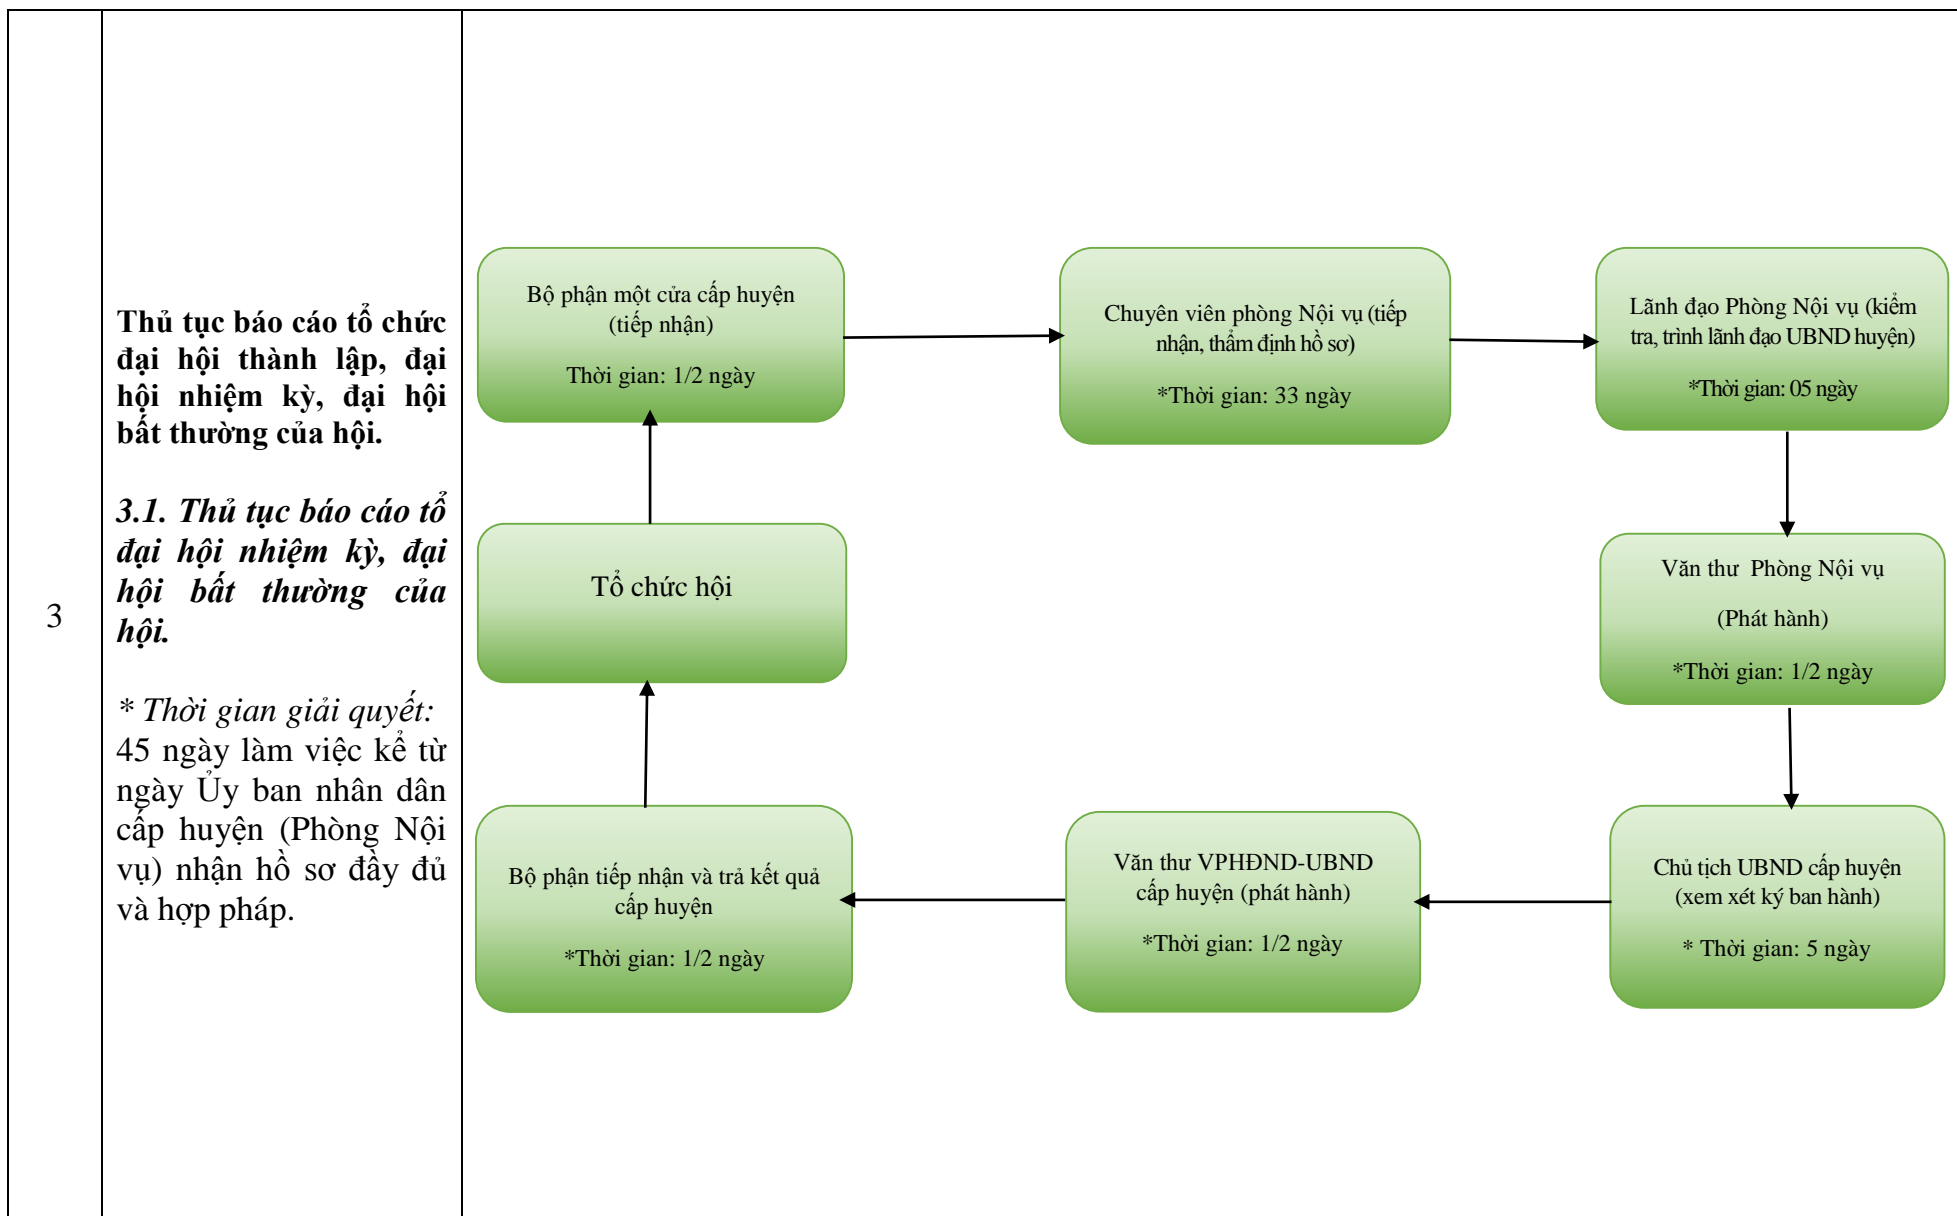 3
Thủ tục báo cáo tổ chức
đại hội thành lập, đại
hội nhiệm kỳ, đại hội
bất thường của hội.
3.1. Thủ tục báo cáo tổ
đại hội nhiệm kỳ, đại
hội bất thường của
hội.
* Thời gian giải quyết:
45 ngày làm việc kể từ
ngày Ủy ban nhân dân
cấp huyện (Phòng Nội
vụ) nhận hồ sơ đầy đủ
và hợp pháp.
Bộ phận một cửa cấp huyện
(tiếp nhận)
Thời gian: 1/2 ngày
Chuyên viên phòng Nội vụ (tiếp
nhận, thẩm định hồ sơ)
*Thời gian: 33 ngày
Lãnh đạo Phòng Nội vụ (kiểm
tra, trình lãnh đạo UBND huyện)
*Thời gian: 05 ngày
Tổ chức hội
Văn thư Phòng Nội vụ
(Phát hành)
*Thời gian: 1/2 ngày
Bộ phận tiếp nhận và trả kết quả
cấp huyện
*Thời gian: 1/2 ngày
Văn thư VPHĐND-UBND
cấp huyện (phát hành)
*Thời gian: 1/2 ngày
Chủ tịch UBND cấp huyện
(xem xét ký ban hành)
* Thời gian: 5 ngày